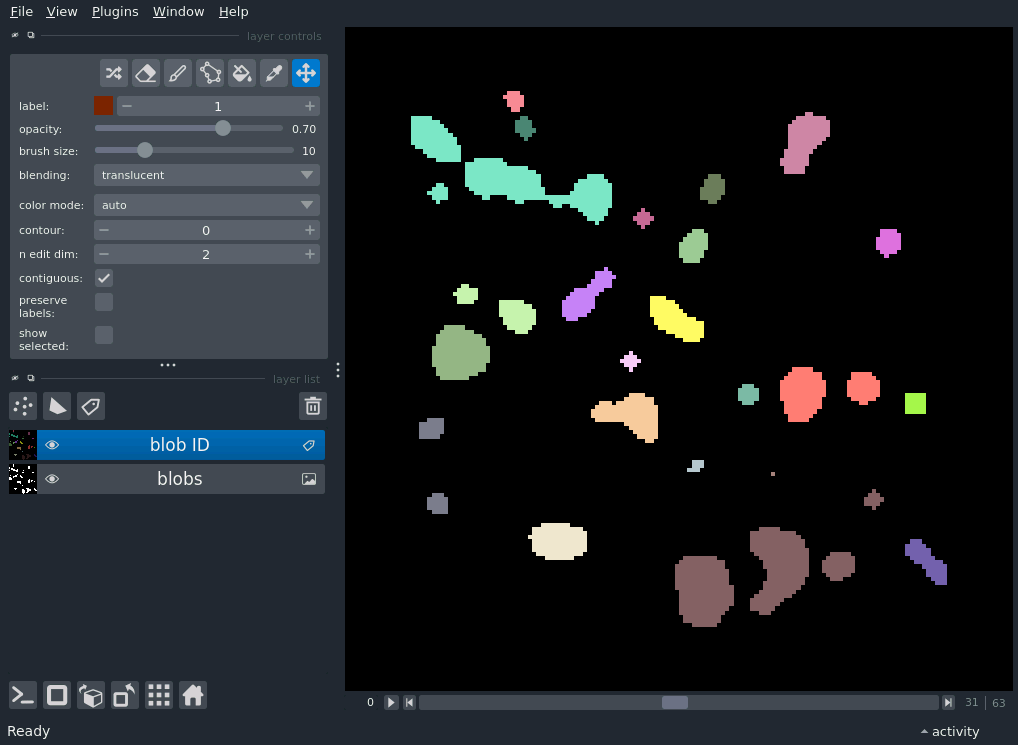 File View Plugins Window Help
layer controls
label: 1
opacity: 0.70
brush size: 10
blending: translucent
color mode: auto
contour: 0
n edit dim: 2
contiguous:
preserve
labels:
show
selected:
layer list
blob ID
blobs
0 31 | 63
Ready activity